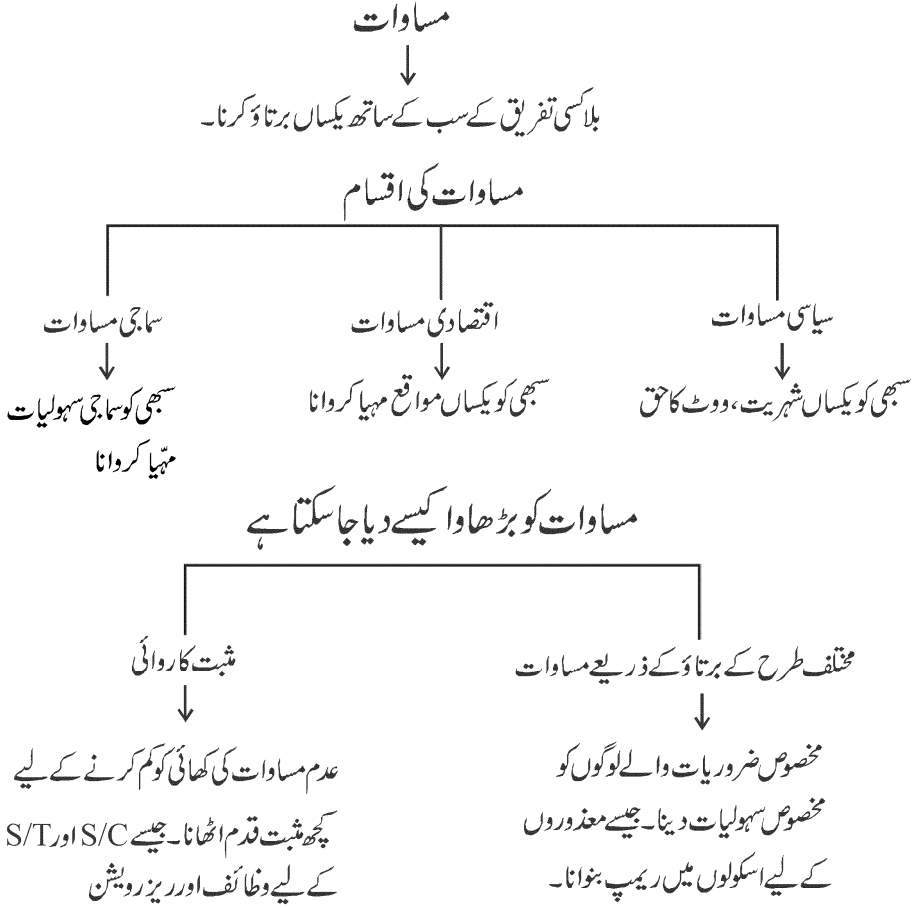 مساوات
بلا کسی تفریق کے سب کے ساتھ یکساں برتاؤ کرنا۔
مساوات کی اقسام
سیاسی مساوات
اقتصادی مساوات
سماجی مساوات
سبھی کو یکساں شہریت، ووٹ کا حق
سبھی کو یکساں مواقع مہیا کروانا
سبھی کو سماجی سہولیات
مہّیا کروانا
مساوات کو بڑھاوا کیسے دیا جا سکتا ہے
مختلف طرح کے برتاؤ کے ذریعے مساوات
مخصوص ضروریات والے لوگوں کو
مخصوص سہولیات دینا۔ جیسے معذوروں
کے لیے اسکولوں میں ریمپ بنوانا۔
مثبت کاروائی
عدم مساوات کی کھائی کو کم کرنے کے لیے
کچھ مثبت قدم اٹھانا۔ جیسے S/C اور S/T
کے لیے وظائف اور ریزرویشن